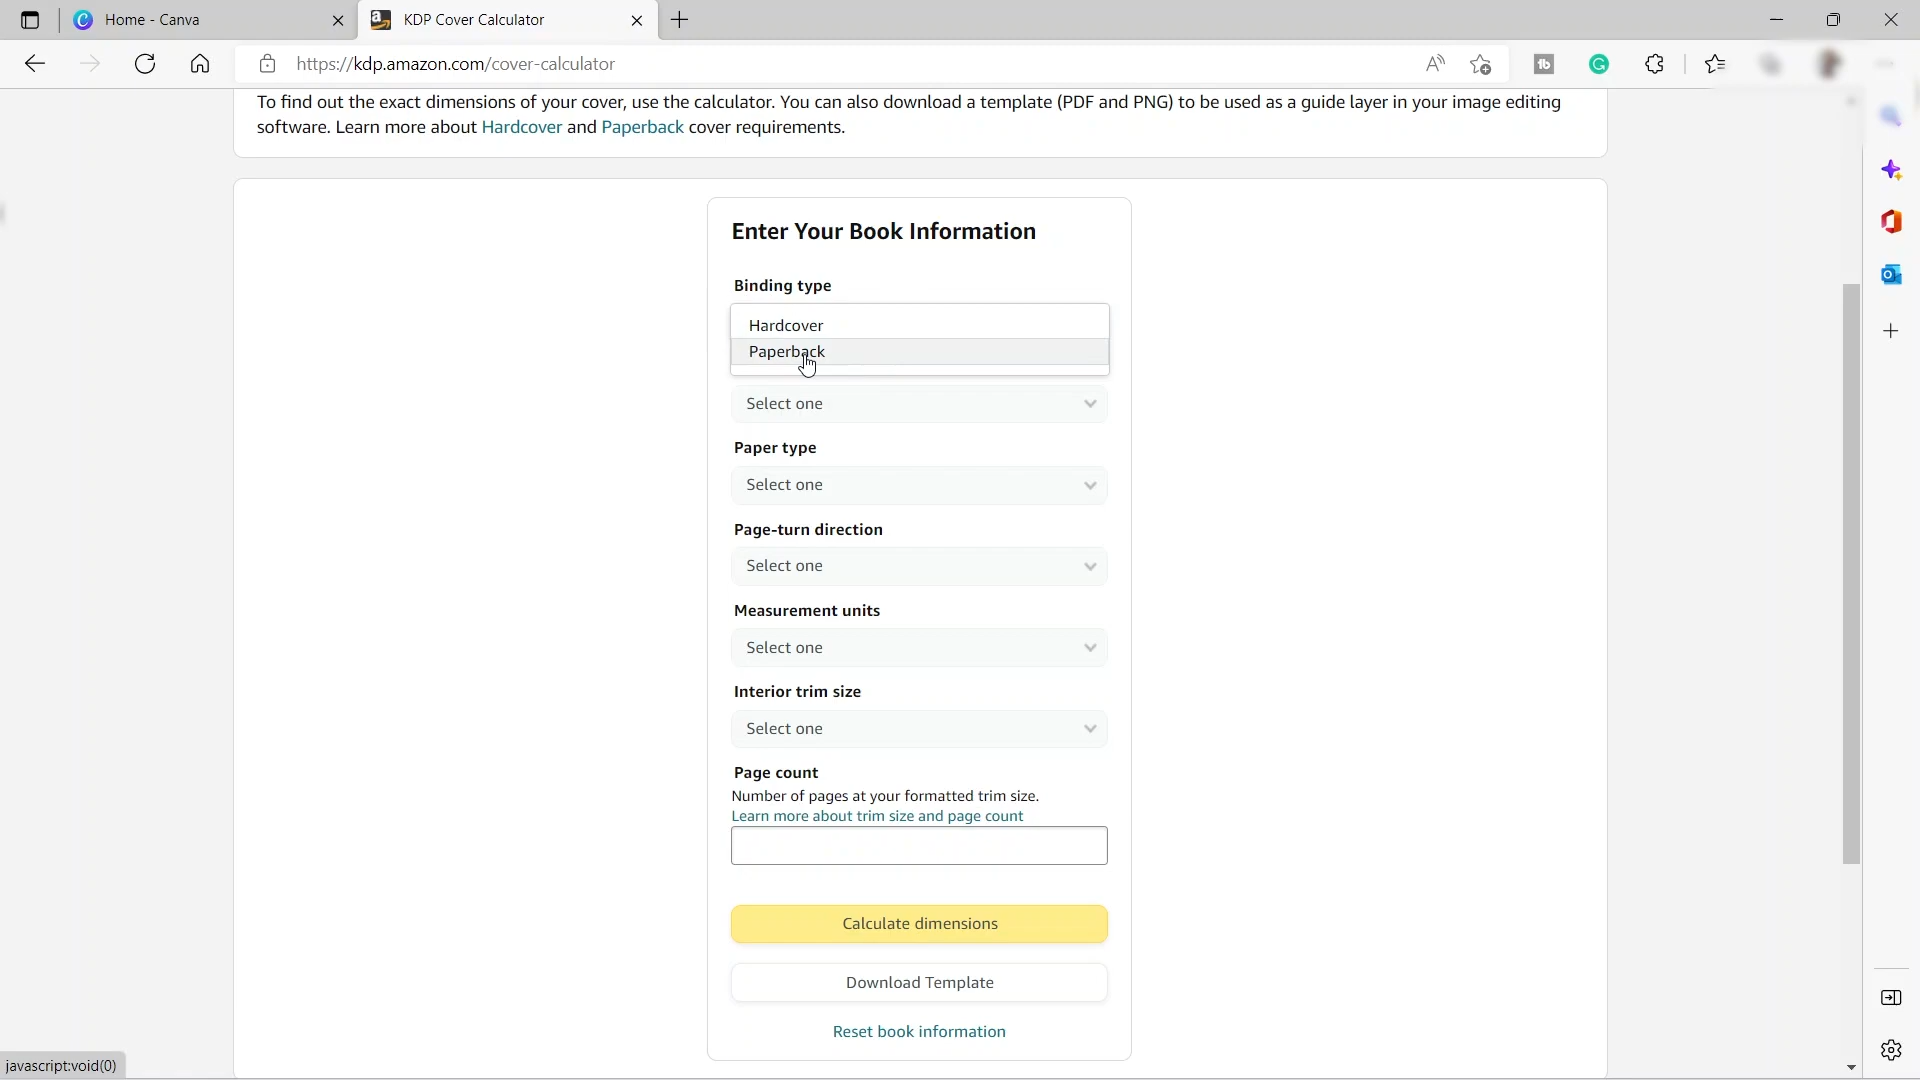 Home - Canva
KDP Cover Calculator
https://kdp.amazon.com/cover-calculator
To find out the exact dimensions of your cover, use the calculator. You can also download a template (PDF and PNG) to be used as a guide layer in your image editing
software. Learn more about Hardcover and Paperback cover requirements.
Enter Your Book Information
Binding type
Hardcover
Paperback
Select one
Paper type
Select one
Page-turn direction
Select one
Measurement units
Select one
Interior trim size
Select one
Page count
Number of pages at your formatted trim size.
Learn more about trim size and page count
Calculate dimensions
Download Template
Reset book information
javascript:void(0)